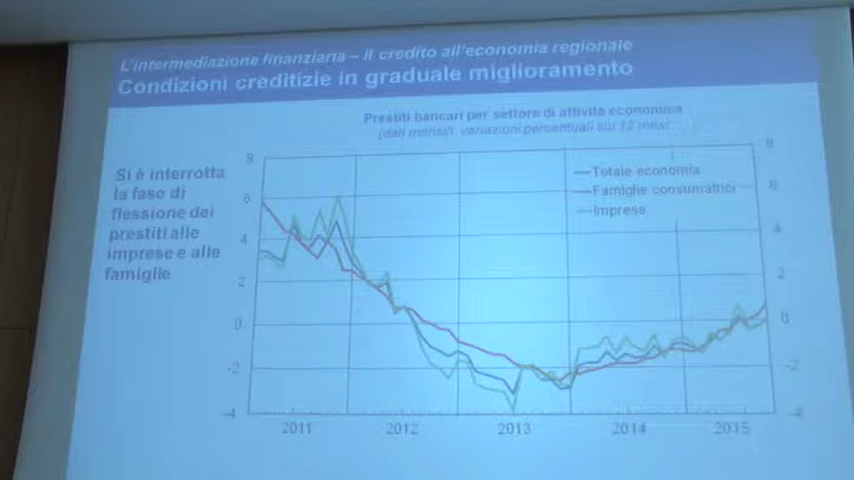 L'intermediazione finanziaria – Il credito all'economia regionale
Condizioni creditizie in graduale miglioramento
Prestiti bancari per settore di attività economica
(dati mensili; variazioni percentuali sui 12 mesi
Si è interrotta
la fase di
flessione dei
prestiti alle
imprese e alle
famiglie
Totale economia
Famiglie consumatrici
Imprese
8
6
4
2
0
-2
-4
8
6
4
2
0
-2
-4
2011 2012 2013 2014 2015